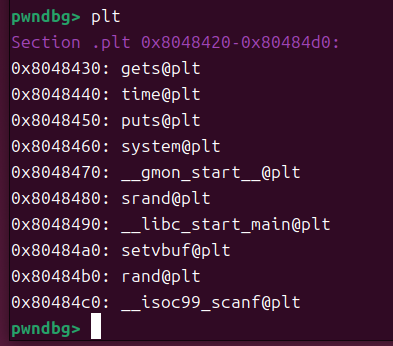 pwndbg> plt
Section .plt 0x8048420-0x80484d0:
0x8048430: gets@plt
0x8048440: time@plt
0x8048450: puts@plt
0x8048460: system@plt
0x8048470: __gmon_start__@plt
0x8048480: srand@plt
0x8048490: __libc_start_main@plt
0x80484a0: setvbuf@plt
0x80484b0: rand@plt
0x80484c0: __isoc99_scanf@plt
pwndbg>